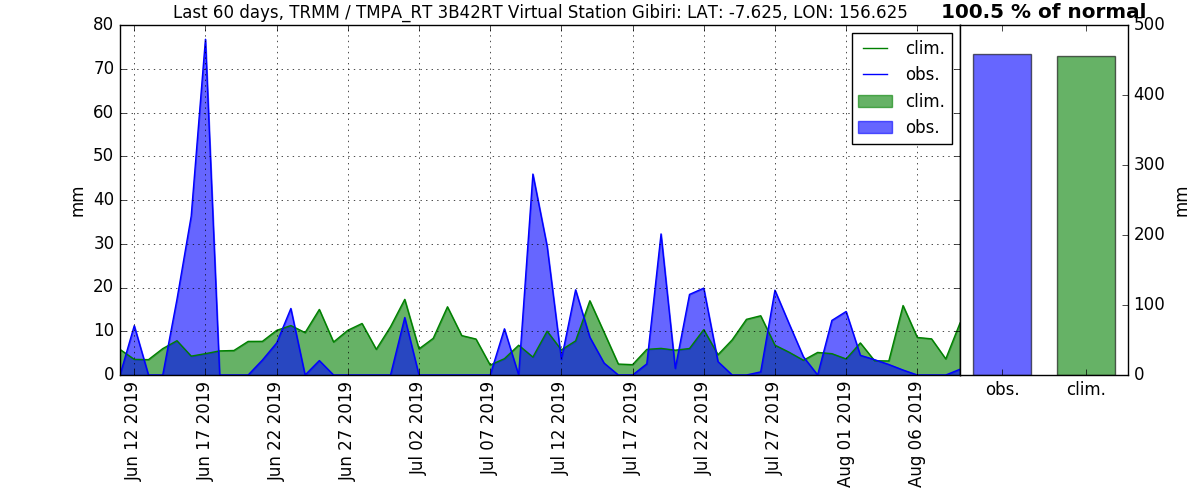 Last 60 days, TRMM / TMPA_RT 3B42RT Virtual Station Gibiri: LAT: -7.625, LON: 156.625
100.5 % of normal
80
70
60
50
40
30
20
10
0
mm
clim.
obs.
clim.
obs.
500
400
300
200
100
0
mm
obs.
clim.
Jun 12 2019
Jun 17 2019
Jun 22 2019
Jun 27 2019
Jul 02 2019
Jul 07 2019
Jul 12 2019
Jul 17 2019
Jul 22 2019
Jul 27 2019
Aug 01 2019
Aug 06 2019